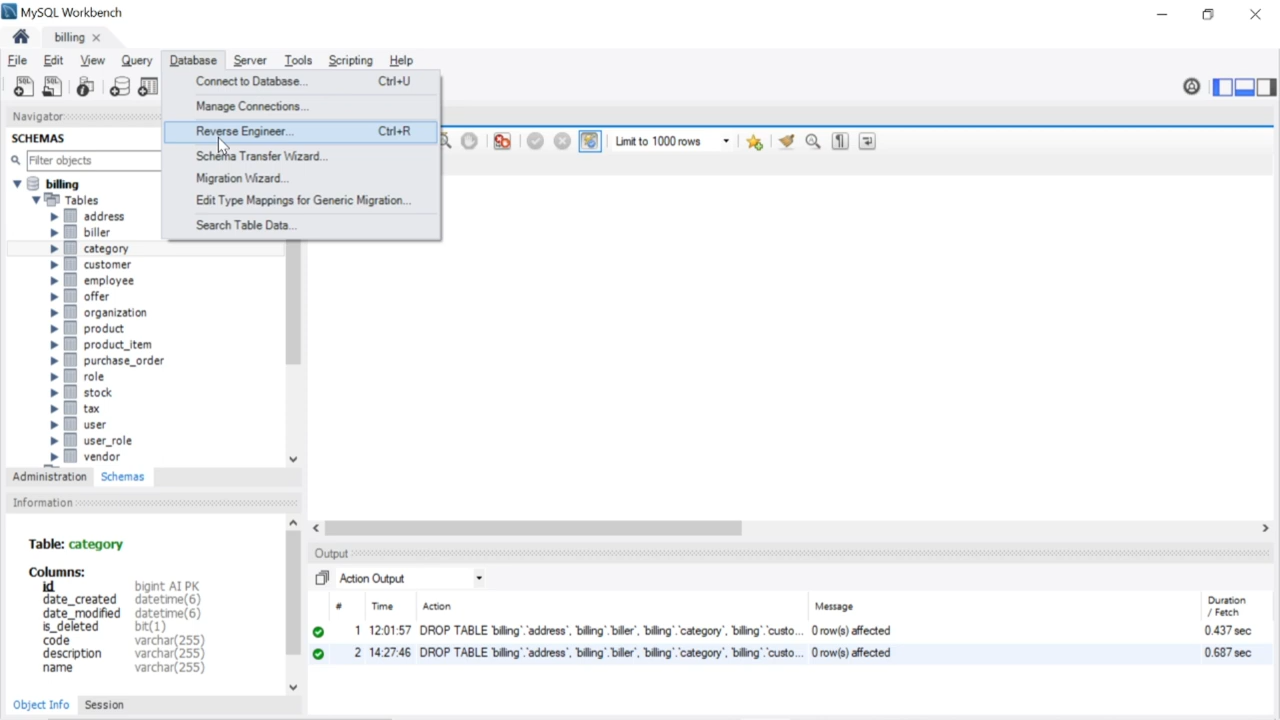 MySQL Workbench
billing
File Edit View Query Database Server Tools Scripting Help
Connect to Database... Ctrl+U
Manage Connections...
Reverse Engineer... Ctrl+R
Schema Transfer Wizard...
Migration Wizard...
Edit Type Mappings for Generic Migration...
Search Table Data...
Limit to 1000 rows
Navigator
SCHEMAS
Filter objects
billing
Tables
address
biller
category
customer
employee
offer
organization
product
product_item
purchase_order
role
stock
tax
user
user_role
vendor
Administration Schemas
Information
Table: category
Columns:
id bigint AI PK
date_created datetime(6)
date_modified datetime(6)
is_deleted bit(1)
code varchar(255)
description varchar(255)
name varchar(255)
Object Info Session
Output
Action Output
# Time Action Message Duration / Fetch
1 12:01:57 DROP TABLE `billing`.`address`, `billing`.`biller`, `billing`.`category`, `billing`.`custo... 0 row(s) affected 0.437 sec
2 14:27:46 DROP TABLE `billing`.`address`, `billing`.`biller`, `billing`.`category`, `billing`.`custo... 0 row(s) affected 0.687 sec